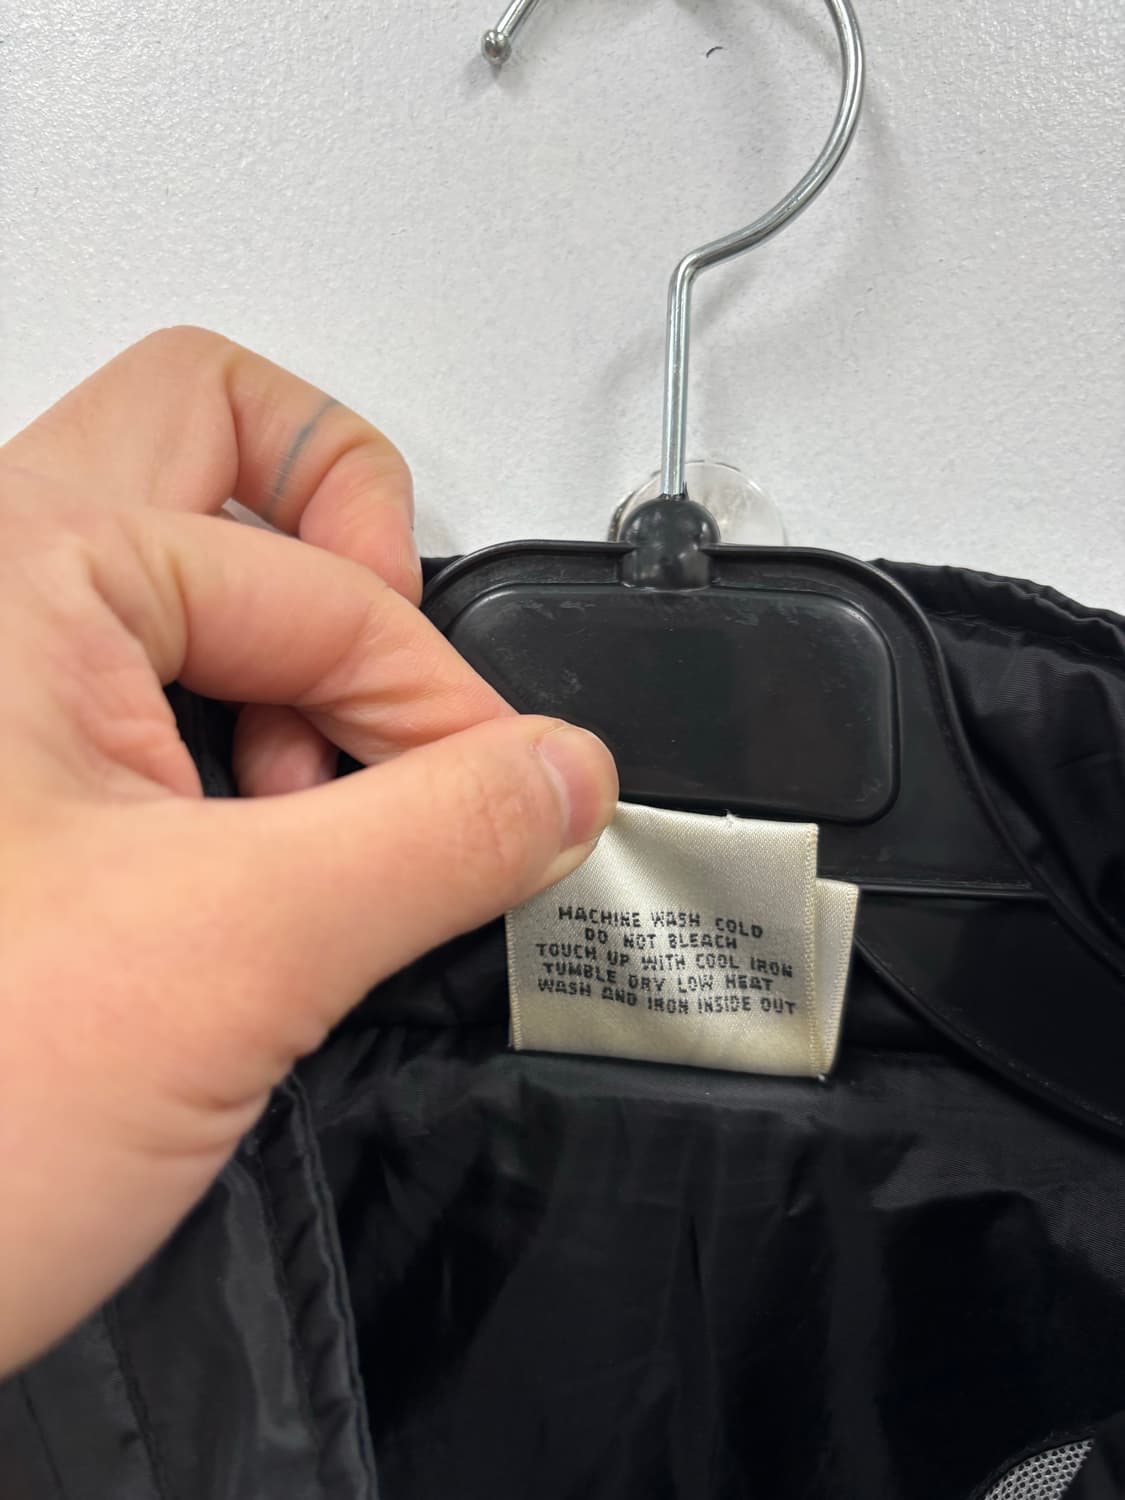 MACHINE WASH COLD
DO NOT BLEACH
TOUCH UP WITH COOL IRON
TUMBLE DRY LOW HEAT
WASH AND IRON INSIDE OUT